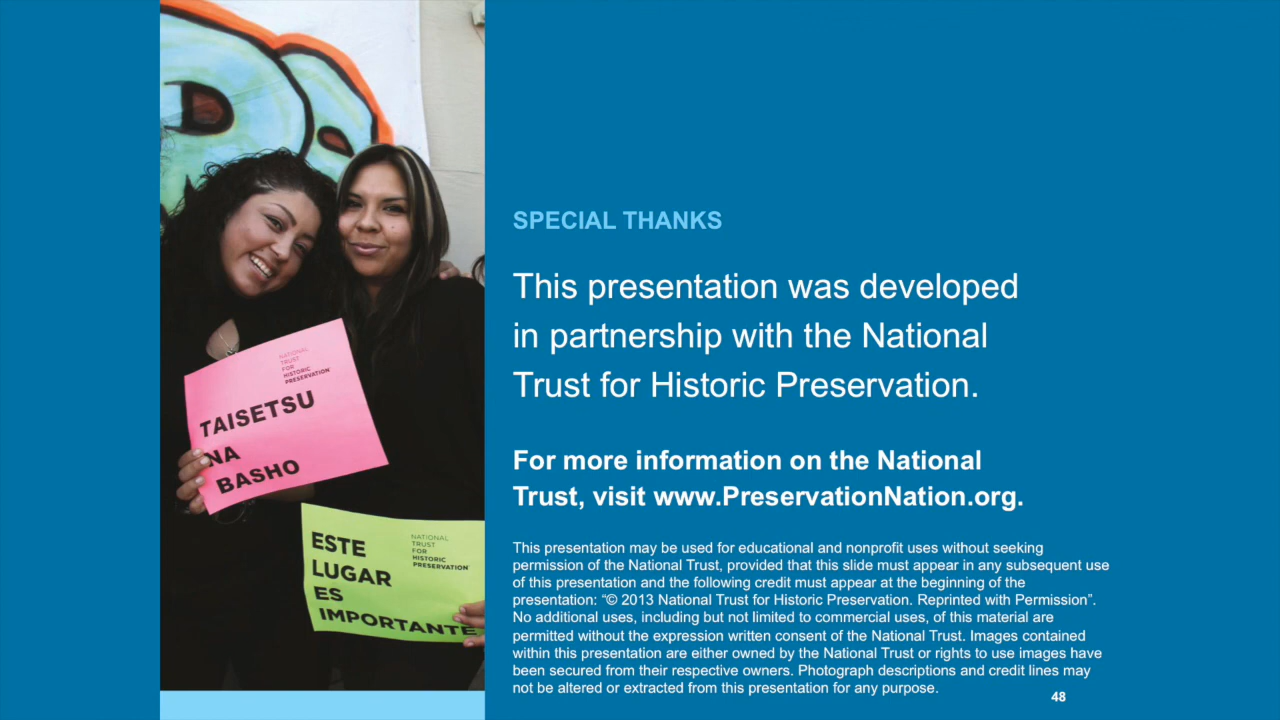 NATIONAL
TRUST
FOR
HISTORIC
PRESERVATION
TAISETSU
NA
BASHO
NATIONAL
TRUST
FOR
HISTORIC
PRESERVATION
ESTE
LUGAR
ES
IMPORTANTE
SPECIAL THANKS
This presentation was developed
in partnership with the National
Trust for Historic Preservation.
For more information on the National
Trust, visit www.PreservationNation.org.
This presentation may be used for educational and nonprofit uses without seeking
permission of the National Trust, provided that this slide must appear in any subsequent use
of this presentation and the following credit must appear at the beginning of the
presentation: “© 2013 National Trust for Historic Preservation. Reprinted with Permission”.
No additional uses, including but not limited to commercial uses, of this material are
permitted without the expression written consent of the National Trust. Images contained
within this presentation are either owned by the National Trust or rights to use images have
been secured from their respective owners. Photograph descriptions and credit lines may
not be altered or extracted from this presentation for any purpose.
48